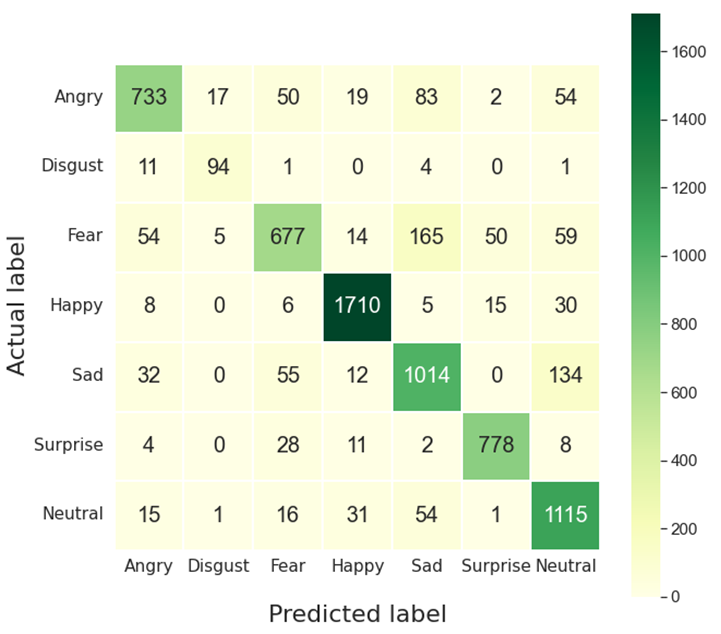 Angry 733 17 50 19 83 2 54
Disgust 11 94 1 0 4 0 1
Fear 54 5 677 14 165 50 59
Happy 8 0 6 1710 5 15 30
Sad 32 0 55 12 1014 0 134
Surprise 4 0 28 11 2 778 8
Neutral 15 1 16 31 54 1 1115
Angry Disgust Fear Happy Sad Surprise Neutral
Actual label
Predicted label
1600
1400
1200
1000
800
600
400
200
0